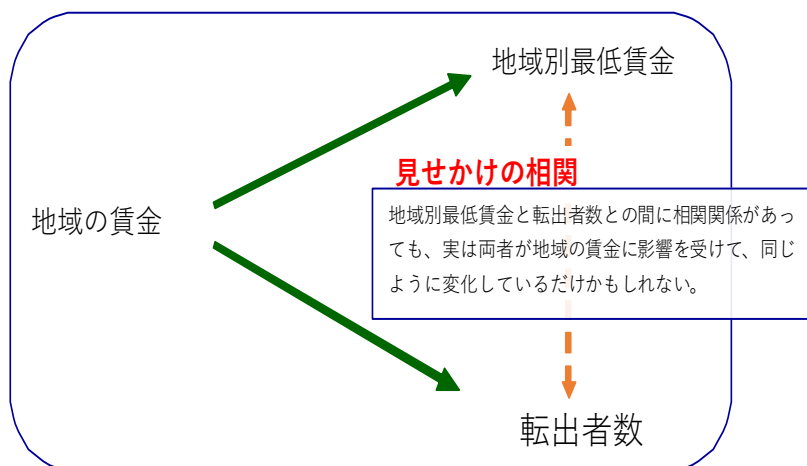 地域別最低賃金
見せかけの相関
地域の賃金
地域別最低賃金と転出者数との間に相関関係があっ
ても、実は両者が地域の賃金に影響を受けて、同じ
ように変化しているだけかもしれない。
転出者数